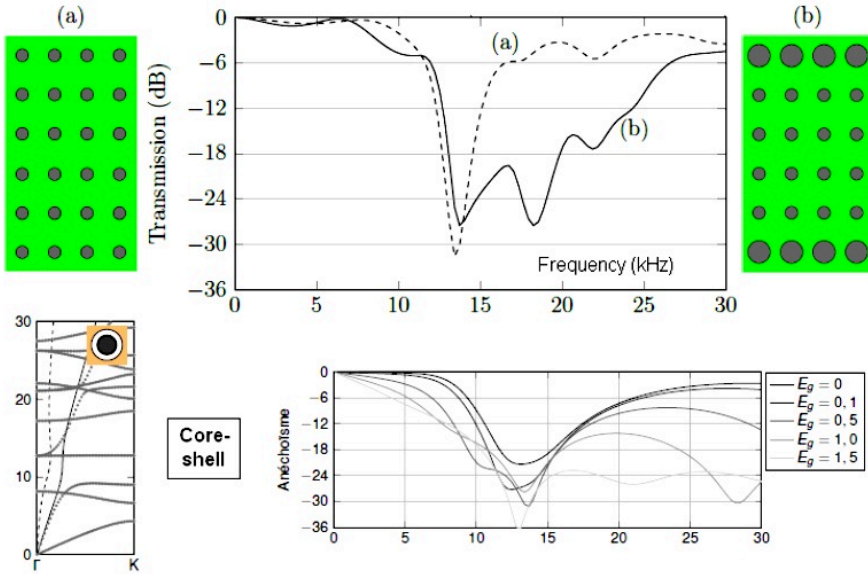 (a)
(b)
Transmission (dB)
0
−6
−12
−18
−24
−30
−36
(a)
(b)
Frequency (kHz)
0 5 10 15 20 25 30
30
20
10
0
Γ K
Core-
shell
Anéchoïsme
0
−6
−12
−18
−24
−30
−36
0 5 10 15 20 25 30
E_g = 0
E_g = 0, 1
E_g = 0, 5
E_g = 1, 0
E_g = 1, 5